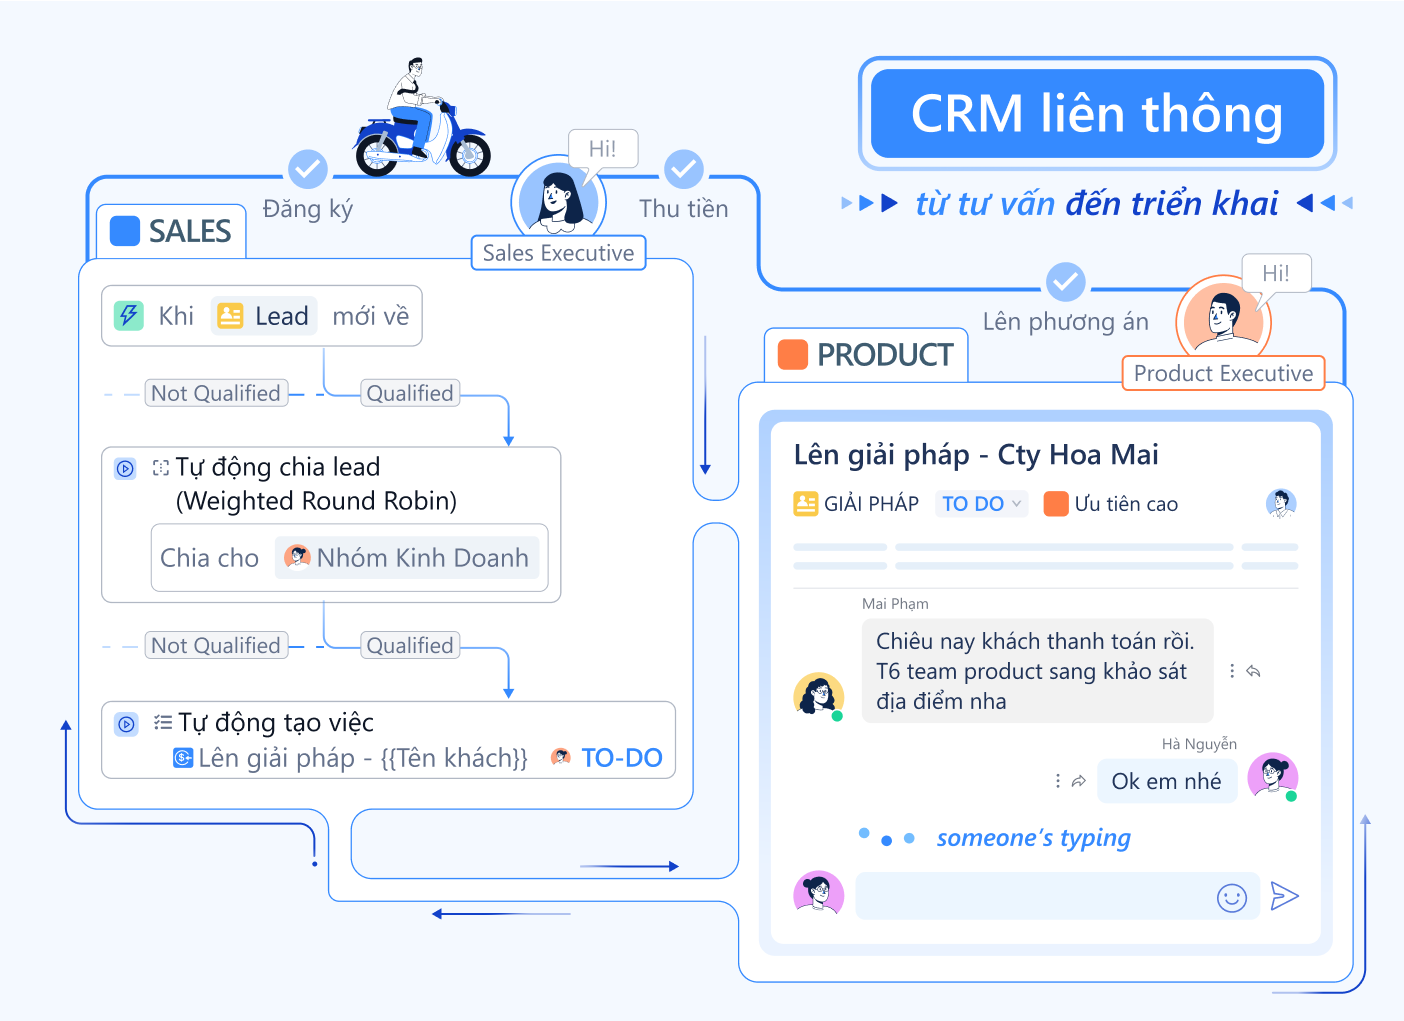 CRM liên thông
từ tư vấn đến triển khai
Hi!
Đăng ký
Thu tiền
SALES
Sales Executive
Khi Lead mới về
Not Qualified
Qualified
Tự động chia lead
(Weighted Round Robin)
Chia cho Nhóm Kinh Doanh
Not Qualified
Qualified
Tự động tạo việc
Lên giải pháp - {{Tên khách}} TO-DO
Hi!
Lên phương án
PRODUCT
Product Executive
Lên giải pháp - Cty Hoa Mai
GIẢI PHÁP TO DO Ưu tiên cao
Mai Phạm
Chiêu nay khách thanh toán rồi.
T6 team product sang khảo sát
địa điểm nha
Hà Nguyễn
Ok em nhé
someone's typing